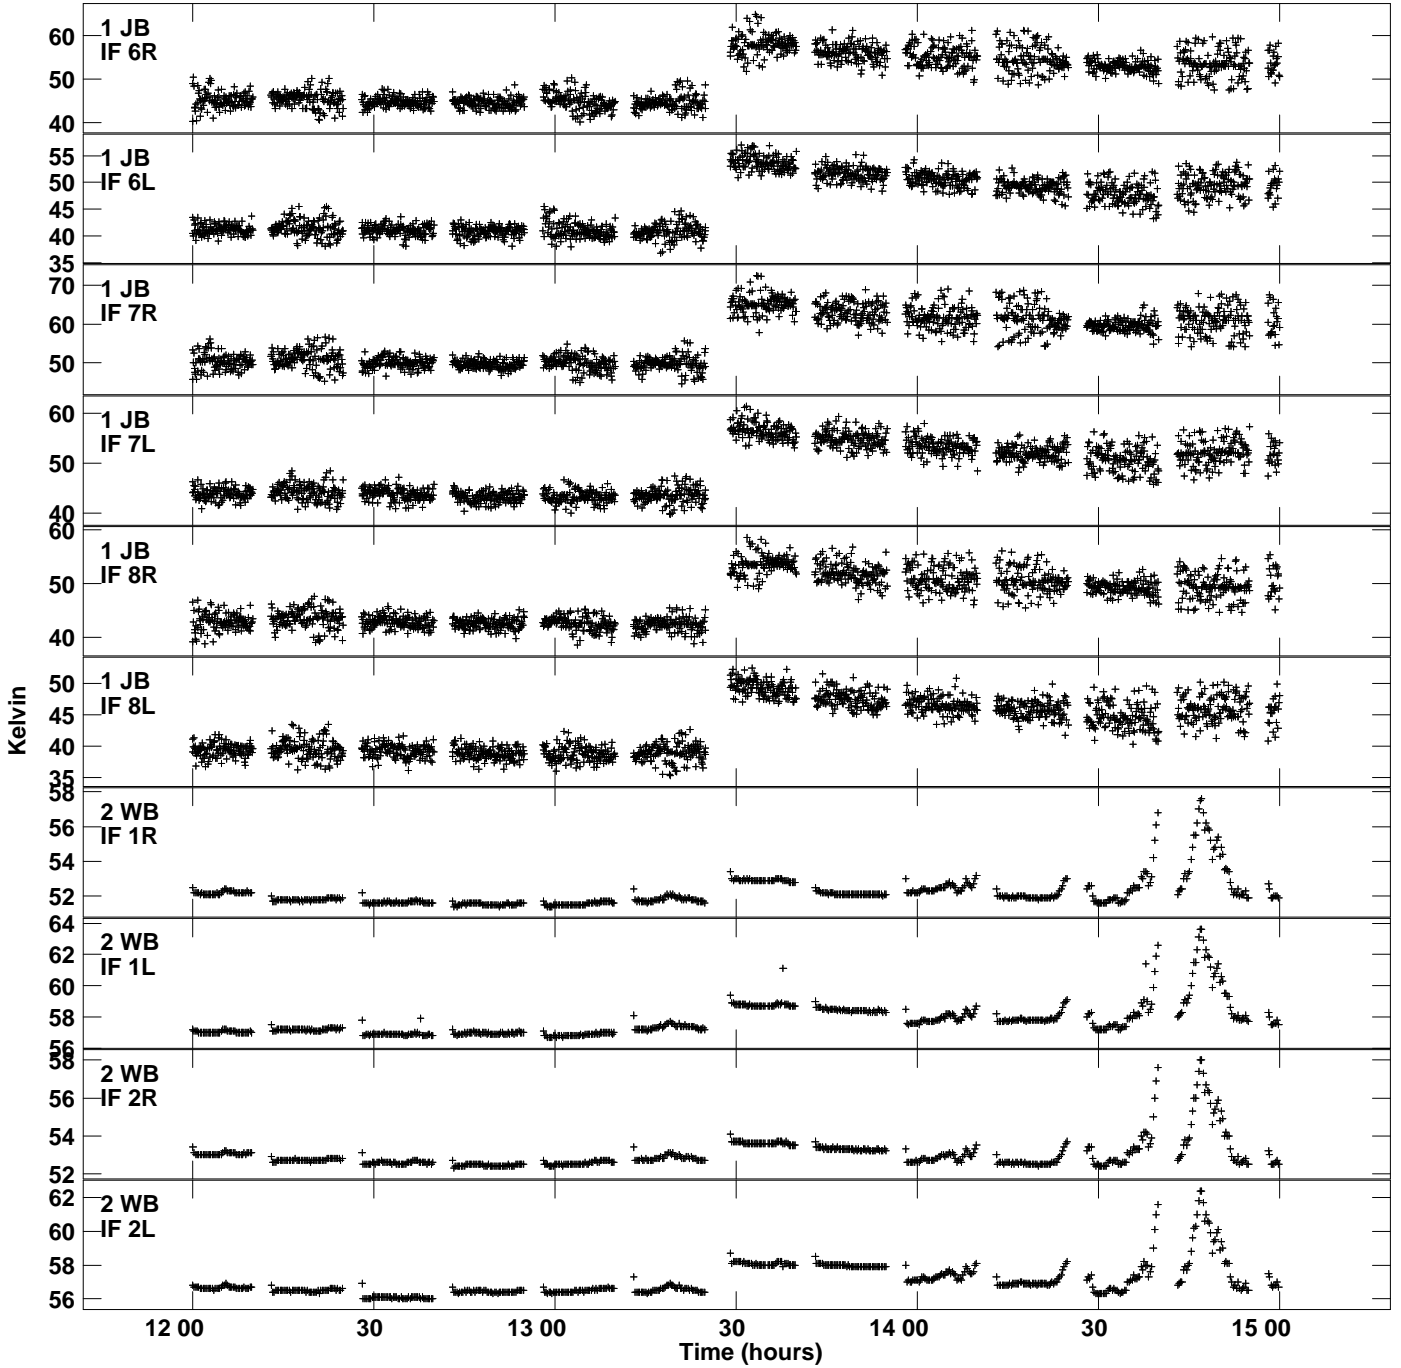 1 JB
IF 6R
60
50
40
1 JB
IF 6L
55
50
45
40
35
1 JB
IF 7R
70
60
50
1 JB
IF 7L
60
50
40
1 JB
IF 8R
60
50
40
1 JB
IF 8L
50
45
40
35
2 WB
IF 1R
58
56
54
52
2 WB
IF 1L
64
62
60
58
56
2 WB
IF 2R
58
56
54
52
2 WB
IF 2L
62
60
58
56
Kelvin
12 00 30 13 00 30 14 00 30 15 00
Time (hours)